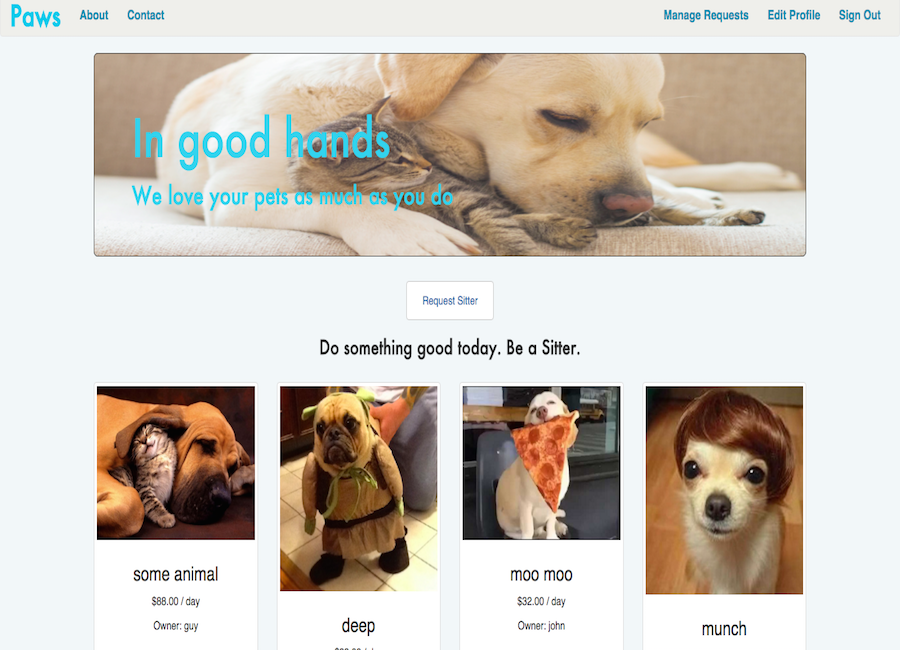 Paws About Contact Manage Requests Edit Profile Sign Out
In good hands
We love your pets as much as you do
Request Sitter
Do something good today. Be a Sitter.
some animal
$88.00 / day
Owner: guy
deep
moo moo
$32.00 / day
Owner: john
munch